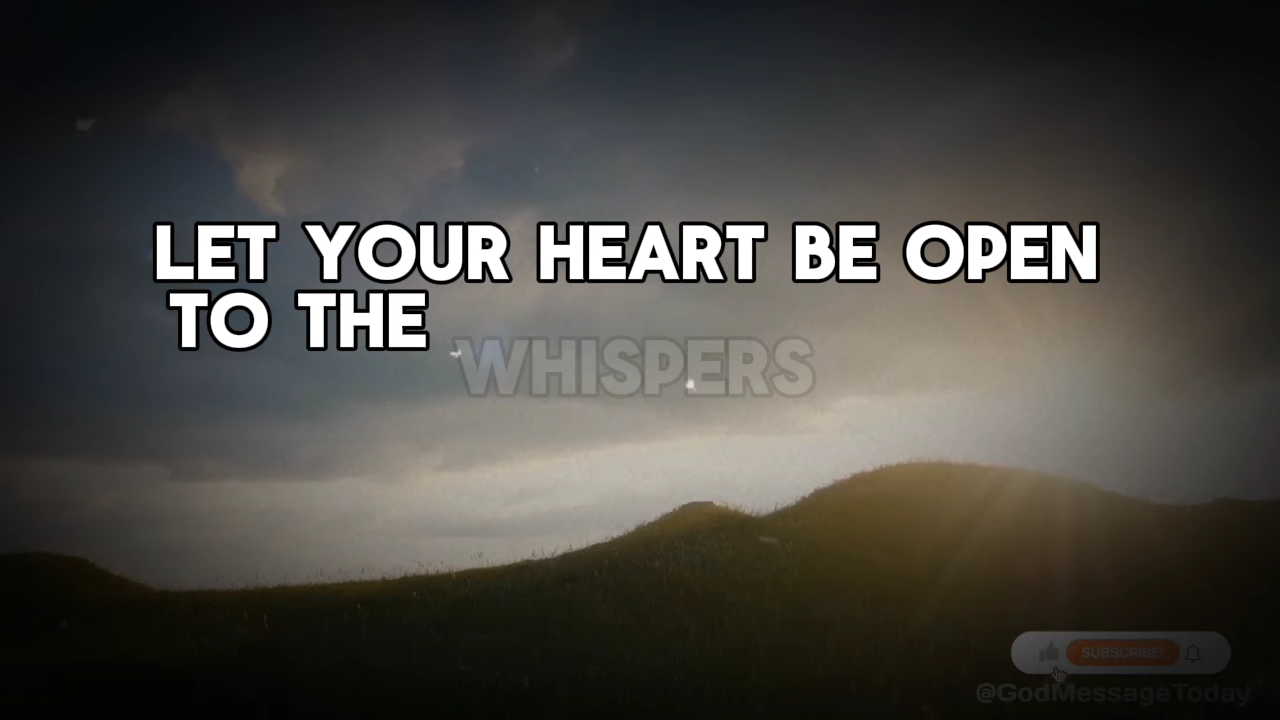 LET YOUR HEART BE OPEN
TO THE
WHISPERS
SUBSCRIBE!
@GodMessageToday